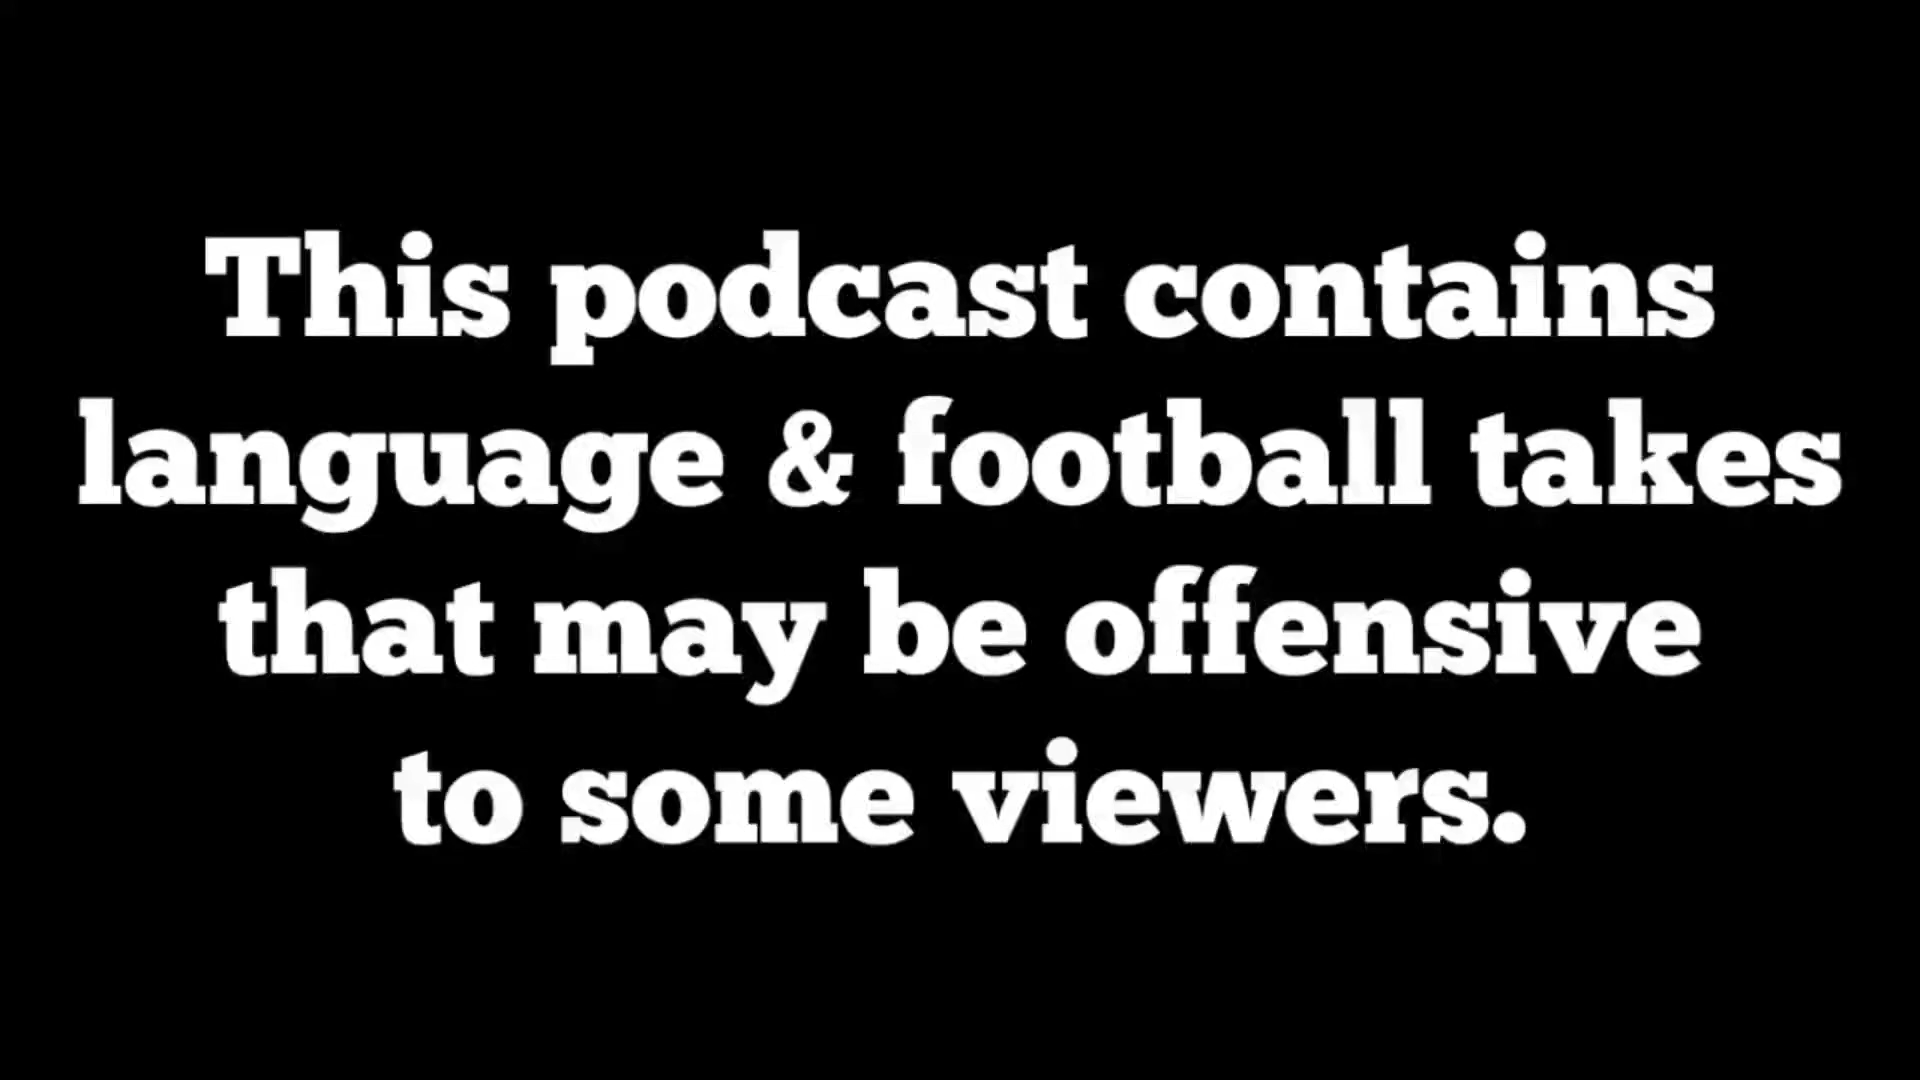 This podcast contains
language & football takes
that may be offensive
to some viewers.